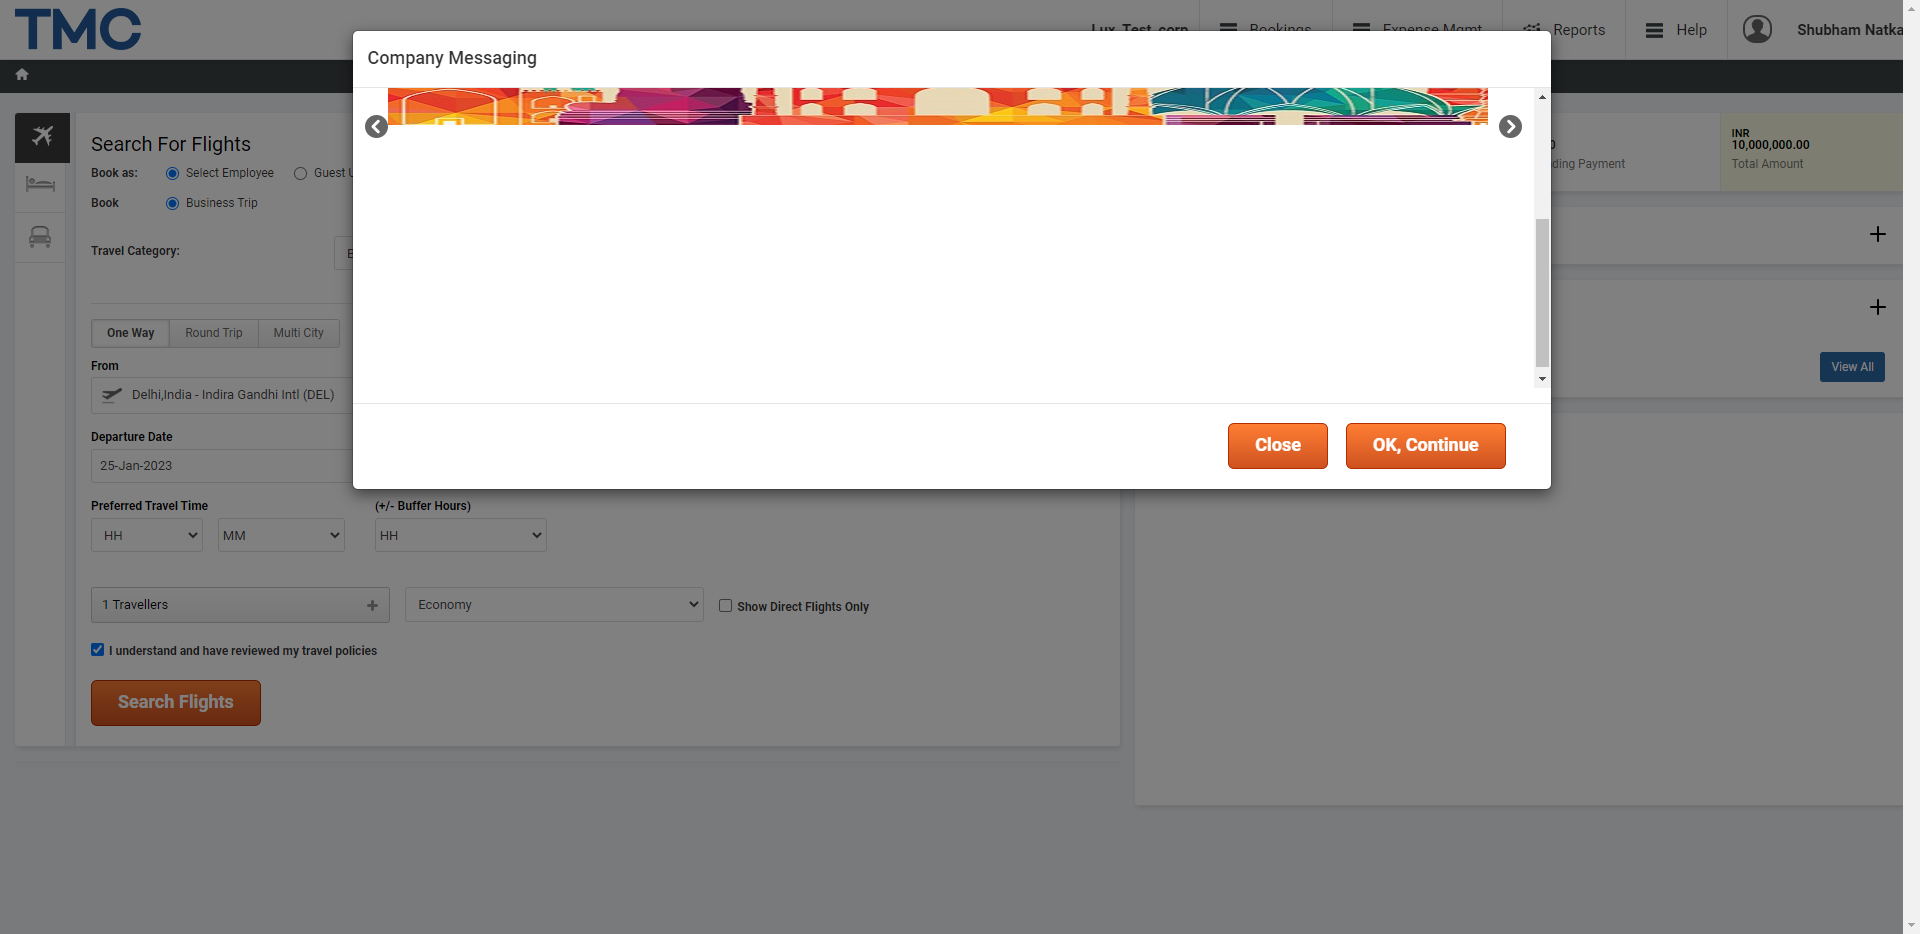 TMC
Lux_Test_corp
Bookings
Expense Mgmt
Reports
Help
Shubham Natka
Company Messaging
Search For Flights
Book as:
Select Employee
Guest U
Book
Business Trip
Travel Category:
One Way
Round Trip
Multi City
From
Delhi,India - Indira Gandhi Intl (DEL)
Departure Date
25-Jan-2023
Preferred Travel Time
(+/- Buffer Hours)
HH
MM
HH
1 Travellers
Economy
Show Direct Flights Only
I understand and have reviewed my travel policies
Search Flights
Close
OK, Continue
ding Payment
INR
10,000,000.00
Total Amount
View All